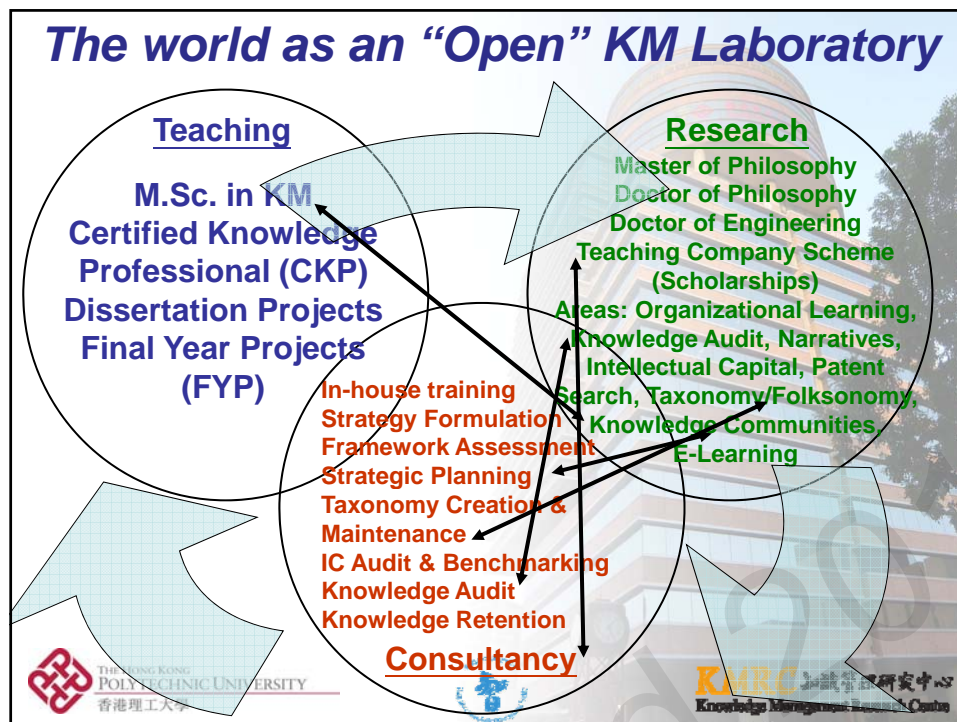 The world as an “Open” KM Laboratory
Teaching
M.Sc. in KM
Certified Knowledge
Professional (CKP)
Dissertation Projects
Final Year Projects
(FYP)
Research
Master of Philosophy
Doctor of Philosophy
Doctor of Engineering
Teaching Company Scheme
(Scholarships)
Areas: Organizational Learning,
Knowledge Audit, Narratives,
Intellectual Capital, Patent
Search, Taxonomy/Folksonomy,
Knowledge Communities,
E-Learning
In-house training
Strategy Formulation
Framework Assessment
Strategic Planning
Taxonomy Creation &
Maintenance
IC Audit & Benchmarking
Knowledge Audit
Knowledge Retention
Consultancy
THE HONG KONG
POLYTECHNIC UNIVERSITY
香港理工大學
KMRC
研究中心
Knowledge Management Research Centre